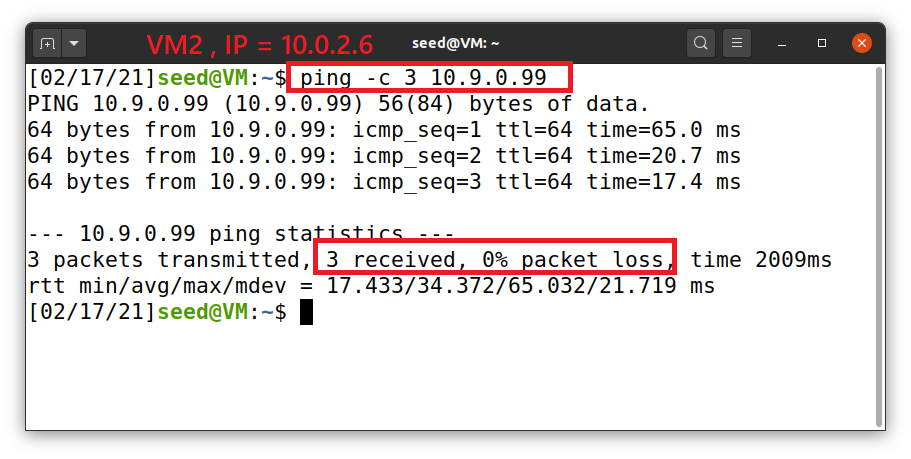 VM2 , IP = 10.0.2.6
seed@VM: ~
[02/17/21]seed@VM:~$ ping -c 3 10.9.0.99
PING 10.9.0.99 (10.9.0.99) 56(84) bytes of data.
64 bytes from 10.9.0.99: icmp_seq=1 ttl=64 time=65.0 ms
64 bytes from 10.9.0.99: icmp_seq=2 ttl=64 time=20.7 ms
64 bytes from 10.9.0.99: icmp_seq=3 ttl=64 time=17.4 ms
--- 10.9.0.99 ping statistics ---
3 packets transmitted, 3 received, 0% packet loss, time 2009ms
rtt min/avg/max/mdev = 17.433/34.372/65.032/21.719 ms
[02/17/21]seed@VM:~$